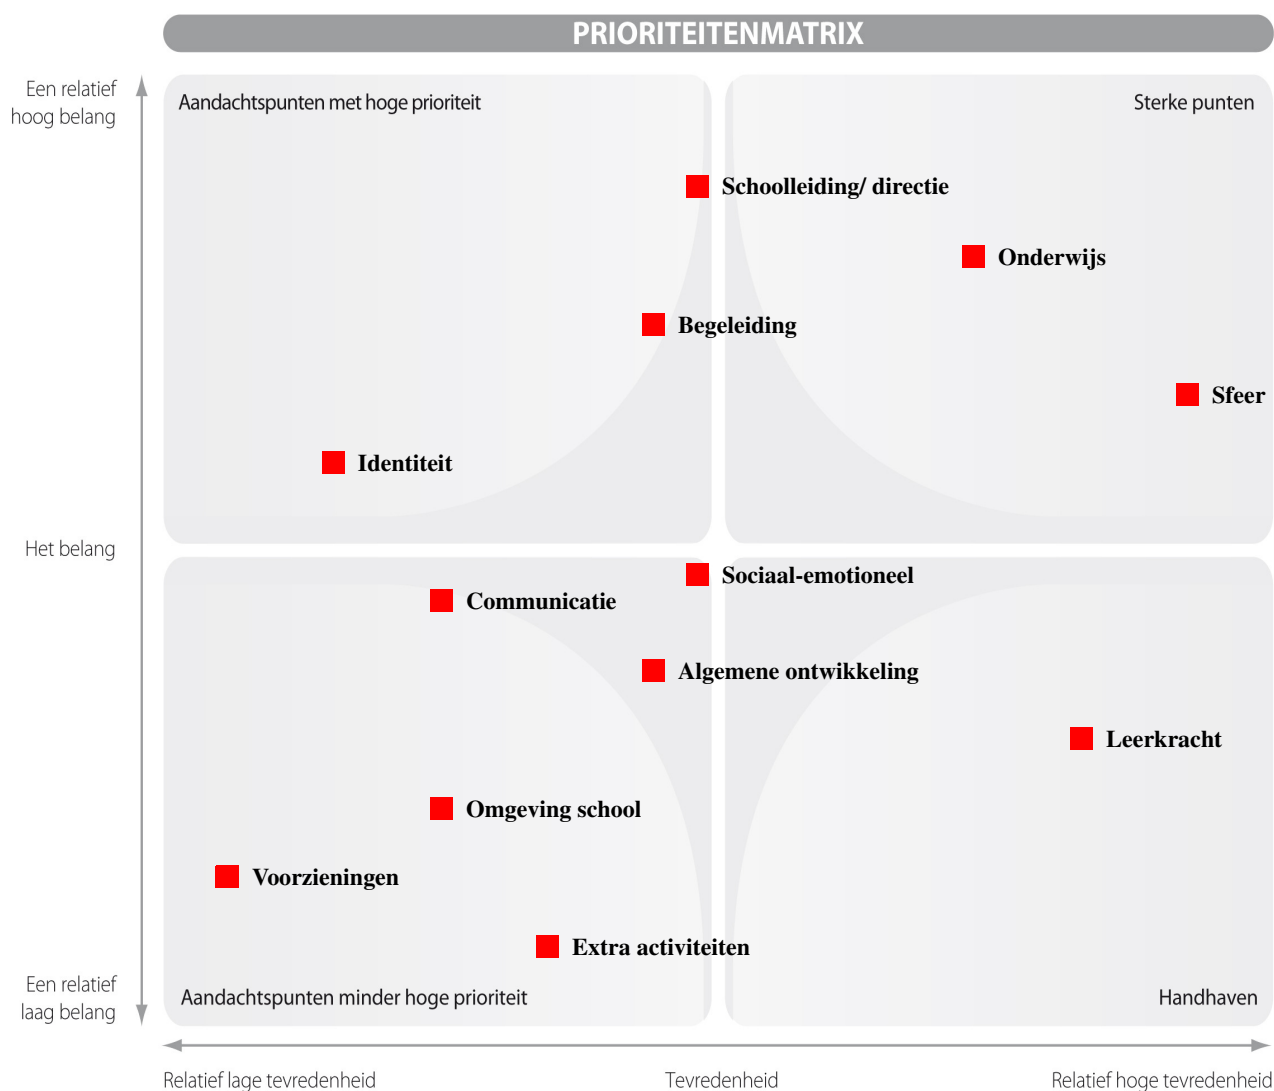 PRIORITEITENMATRIX
Een relatief
hoog belang
Aandachtspunten met hoge prioriteit
Sterke punten
Schoolleiding/ directie
Onderwijs
Begeleiding
Sfeer
Identiteit
Het belang
Sociaal-emotioneel
Communicatie
Algemene ontwikkeling
Leerkracht
Omgeving school
Voorzieningen
Extra activiteiten
Een relatief
laag belang
Aandachtspunten minder hoge prioriteit
Handhaven
Relatief lage tevredenheid
Tevredenheid
Relatief hoge tevredenheid